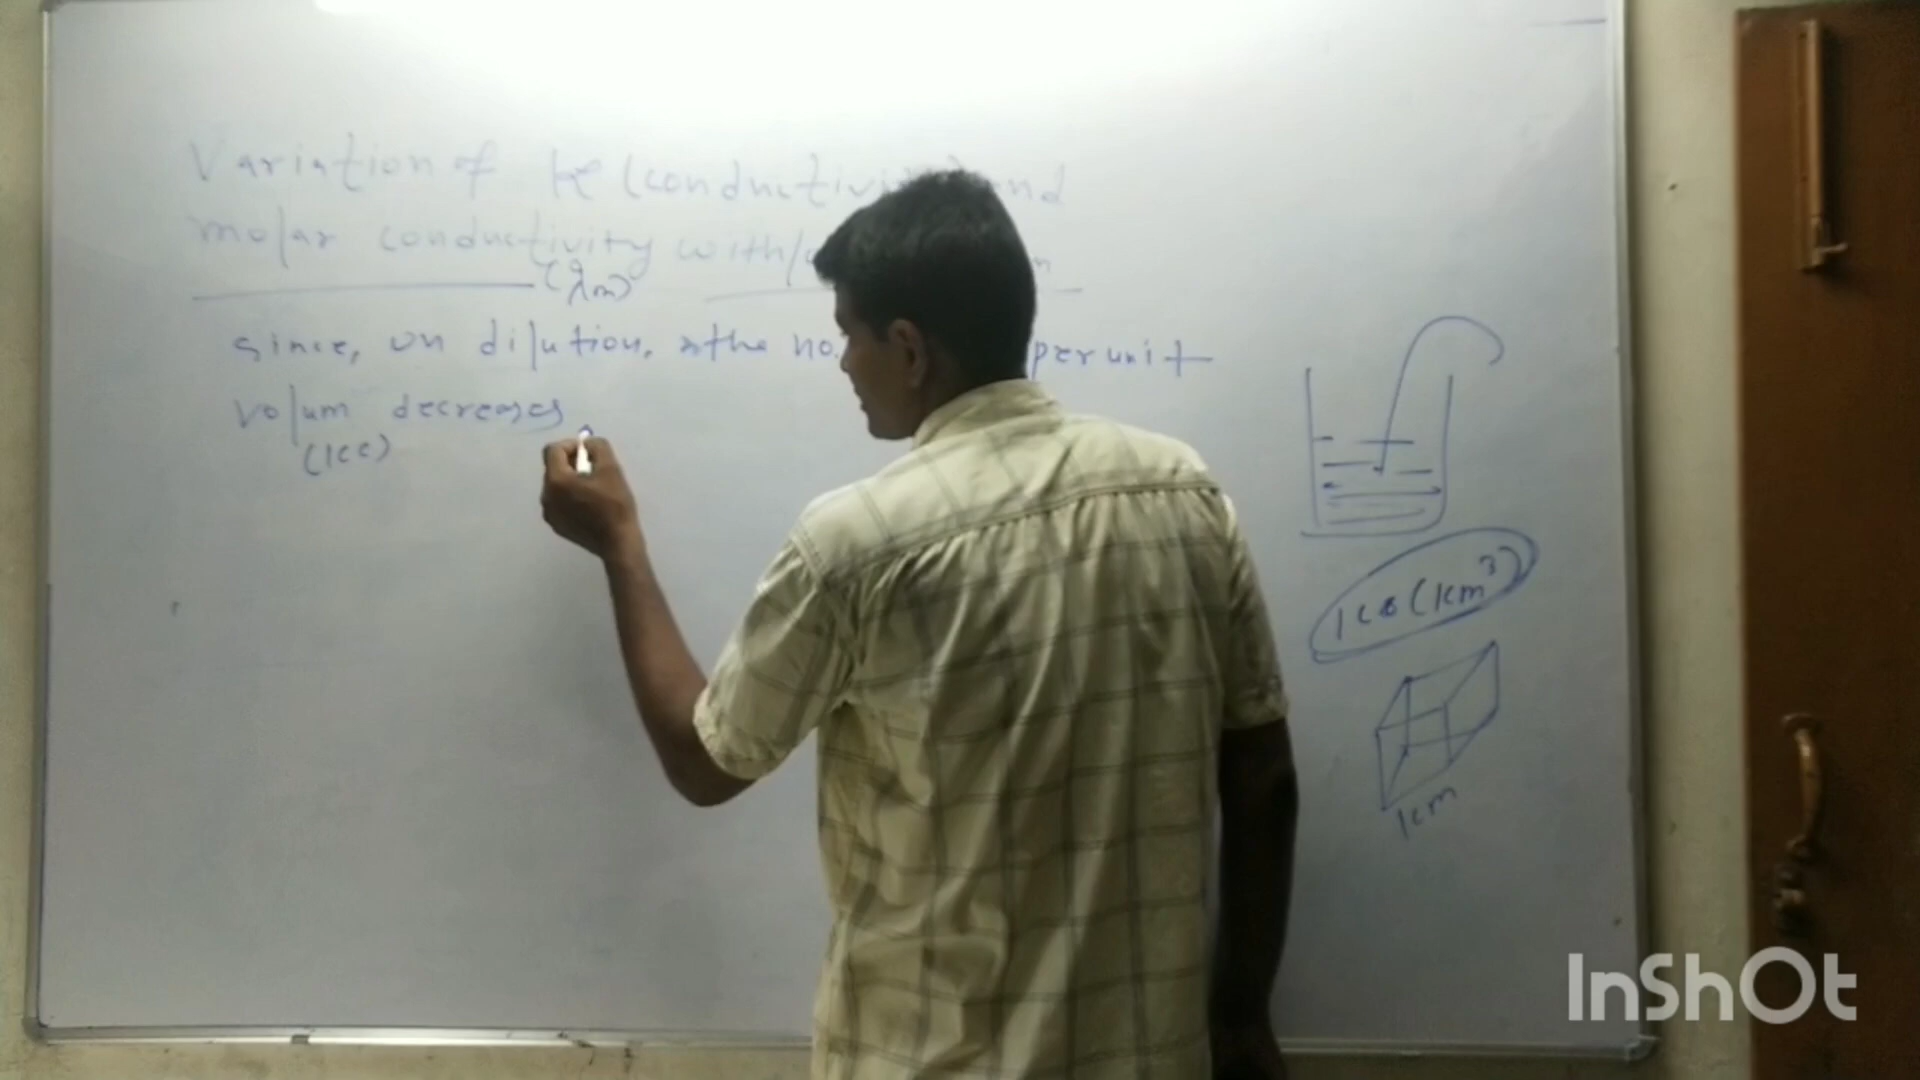 Variation of K (conductivi and
molar conductivity with
(λm)
since, on dilution, the no. per unit
volum decreases
(1cc)
1cc (1cm³)
1cm
InShOt